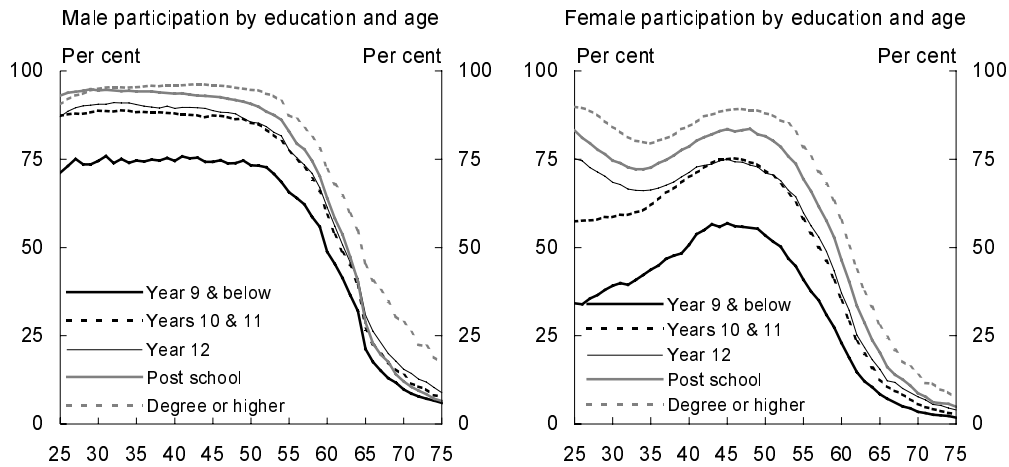 Male participation by education and age
Per cent Per cent
100 100
75 75
50 50
25 25
0 0
Year 9 & below
Years 10 & 11
Year 12
Post school
Degree or higher
25 30 35 40 45 50 55 60 65 70 75
Female participation by education and age
Per cent Per cent
100 100
75 75
50 50
25 25
0 0
Year 9 & below
Years 10 & 11
Year 12
Post school
Degree or higher
25 30 35 40 45 50 55 60 65 70 75